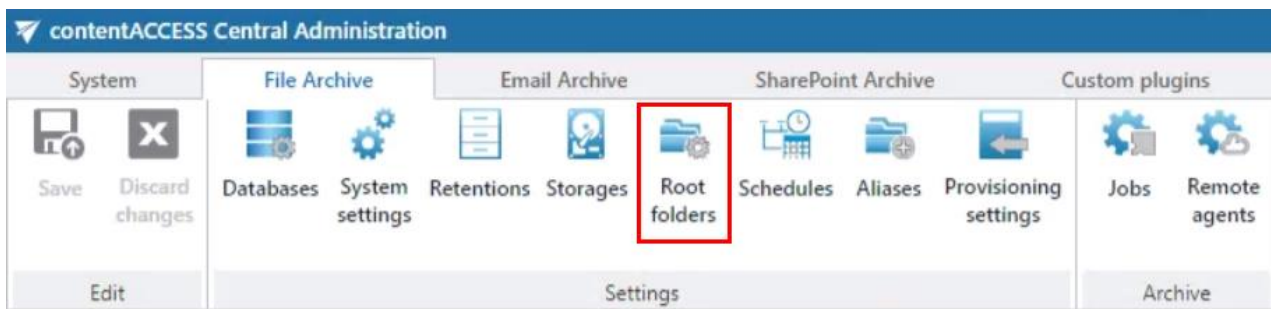 contentACCESS Central Administration
System File Archive Email Archive SharePoint Archive Custom plugins
Save Discard Databases System Retentions Storages Root Schedules Aliases Provisioning Jobs Remote
changes settings folders settings agents
Edit Settings Archive